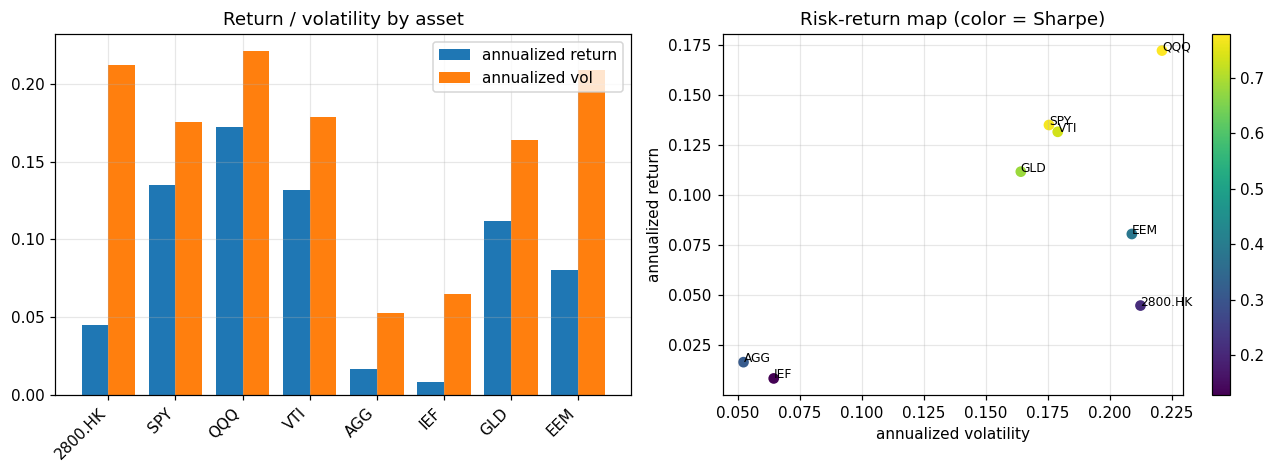 Return / volatility by asset
annualized return
annualized vol
0.20
0.15
0.10
0.05
0.00
2800.HK
SPY
QQQ
VTI
AGG
IEF
GLD
EEM
Risk-return map (color = Sharpe)
annualized return
0.175
0.150
0.125
0.100
0.075
0.050
0.025
QQQ
SPY
VTI
GLD
EEM
2800.HK
AGG
IEF
0.050
0.075
0.100
0.125
0.150
0.175
0.200
0.225
annualized volatility
0.7
0.6
0.5
0.4
0.3
0.2